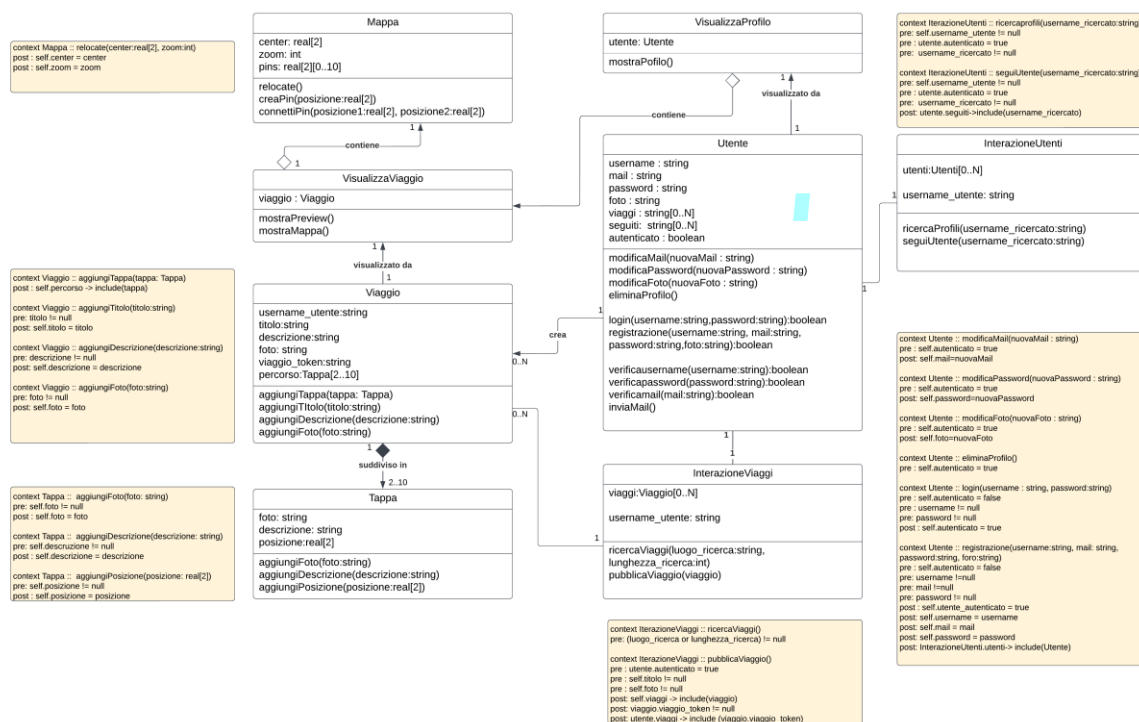 Mappa
center: real[2]
zoom: int
pins: real[2][0..10]
relocate()
creaPin(posizione:real[2])
connettiPin(posizione1:real[2], posizione2:real[2])
VisualizzaProfilo
utente: Utente
mostraPofilo()
context Mappa :: relocate(center:real[2], zoom:int)
post : self.center = center
post : self.zoom = zoom
context IterazioneUtenti :: ricercaprofili(username_ricercato:string)
pre: self.username_utente != null
pre : utente.autenticato = true
pre: username_ricercato != null
context IterazioneUtenti :: seguiUtente(username_ricercato:string)
pre: self.username_utente != null
pre : utente.autenticato = true
pre: username_ricercato != null
post: utente.seguiti->include(username_ricercato)
1
contiene
1
1
visualizzato da
1
contiene
VisualizzaViaggio
viaggio : Viaggio
mostraPreview()
mostraMappa()
Utente
username : string
mail : string
password : string
foto : string
viaggi : string[0..N]
seguiti: string[0..N]
autenticato : boolean
modificaMail(nuovaMail : string)
modificaPassword(nuovaPassword : string)
modificaFoto(nuovaFoto : string)
eliminaProfilo()
login(username:string,password:string):boolean
registrazione(username:string, mail:string,
password:string,foto:string):boolean
verificausername(username:string):boolean
verificapassword(password:string):boolean
verificamail(mail:string):boolean
inviaMail()
InterazioneUtenti
utenti:Utenti[0..N]
username_utente: string
ricercaProfili(username_ricercato:string)
seguiUtente(username_ricercato:string)
1
1
1
visualizzato da
1
context Viaggio :: aggiungiTappa(tappa: Tappa)
post : self.percorso -> include(tappa)
context Viaggio :: aggiungiTitolo(titolo:string)
pre: titolo != null
post: self.titolo = titolo
context Viaggio :: aggiungiDescrizione(descrizione:string)
pre: descrizione != null
post: self.descrizione = descrizione
context Viaggio :: aggiungiFoto(foto:string)
pre: foto != null
post: self.foto = foto
Viaggio
username_utente:string
titolo:string
descrizione:string
foto: string
viaggio_token:string
percorso:Tappa[2..10]
aggiungiTappa(tappa: Tappa)
aggiungiTItolo(titolo:string)
aggiungiDescrizione(descrizione:string)
aggiungiFoto(foto:string)
1
crea
0..N
0..N
1
suddiviso in
2..10
context Utente :: modificaMail(nuovaMail : string)
pre : self.autenticato = true
post: self.mail=nuovaMail
context Utente :: modificaPassword(nuovaPassword : string)
pre : self.autenticato = true
post: self.password=nuovaPassword
context Utente :: modificaFoto(nuovaFoto : string)
pre : self.autenticato = true
post: self.foto=nuovaFoto
context Utente :: eliminaProfilo()
pre : self.autenticato = true
context Utente :: login(username : string, password:string)
pre : self.autenticato = false
pre : username != null
pre: password != null
post : self.autenticato = true
context Utente :: registrazione(username:string, mail: string,
password:string, foro:string)
pre : self.autenticato = false
pre: username !=null
pre: mail !=null
pre: password != null
post : self.utente_autenticato = true
post: self.username = username
post: self.mail = mail
post: self.password = password
post: InterazioneUtenti.utenti-> include(Utente)
1
1
context Tappa :: aggiungiFoto(foto: string)
pre: self.foto != null
post : self.foto = foto
context Tappa :: aggiungiDescrizione(descrizione: string)
pre: self.descruzione != null
post : self.descrizione = descrizione
context Tappa :: aggiungiPosizione(posizione: real[2])
pre: self.posizione != null
post : self.posizione = posizione
Tappa
foto: string
descrizione: string
posizione:real[2]
aggiungiFoto(foto:string)
aggiungiDescrizione(descrizione:string)
aggiungiPosizione(posizione:real[2])
1
InterazioneViaggi
viaggi:Viaggio[0..N]
username_utente: string
ricercaViaggi(luogo_ricerca:string,
lunghezza_ricerca:int)
pubblicaViaggio(viaggio)
context IterazioneViaggi :: ricercaViaggi()
pre: (luogo_ricerca or lunghezza_ricerca) != null
context IterazioneViaggi :: pubblicaViaggio()
pre : utente.autenticato = true
pre : self.titolo != null
pre : self.foto != null
post: self.viaggi -> include(viaggio)
post: viaggio.viaggio_token != null
post: utente.viaggi -> include (viaggio.viaggio_token)